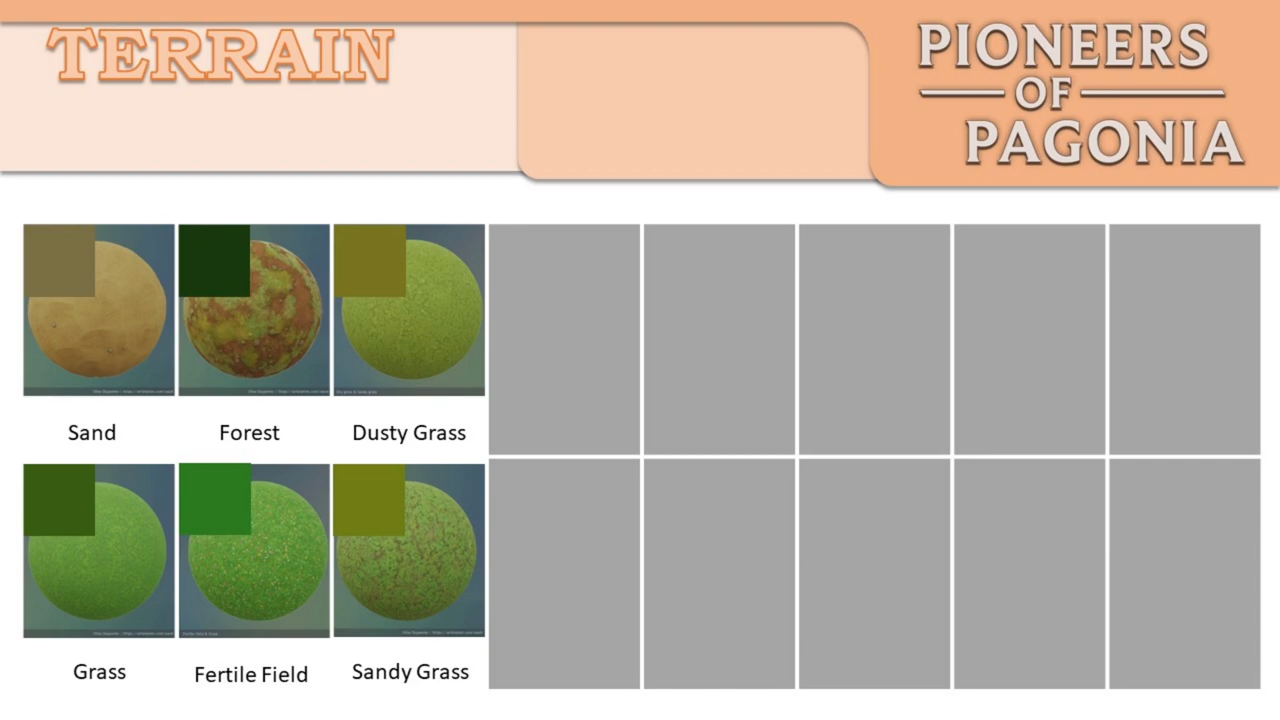 TERRAIN
PIONEERS
OF
PAGONIA
Sand
Forest
Dusty Grass
Grass
Fertile Field
Sandy Grass